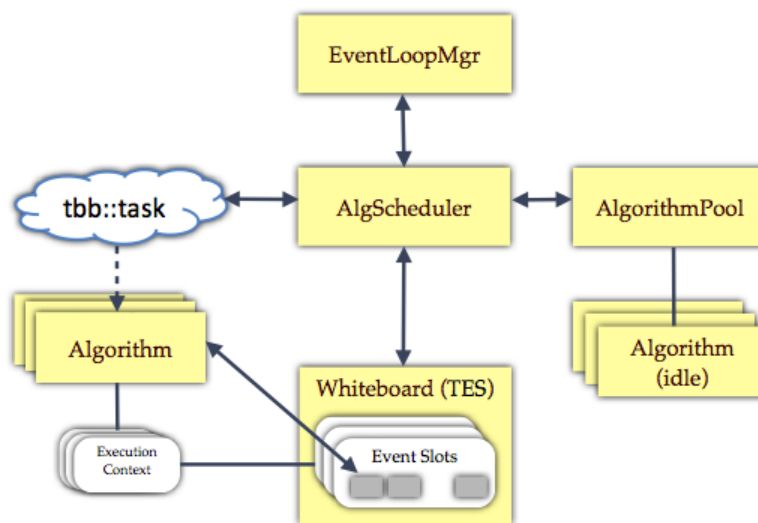 EventLoopMgr
tbb::task
AlgScheduler
AlgorithmPool
Algorithm
Algorithm
(idle)
Whiteboard (TES)
Execution
Context
Event Slots